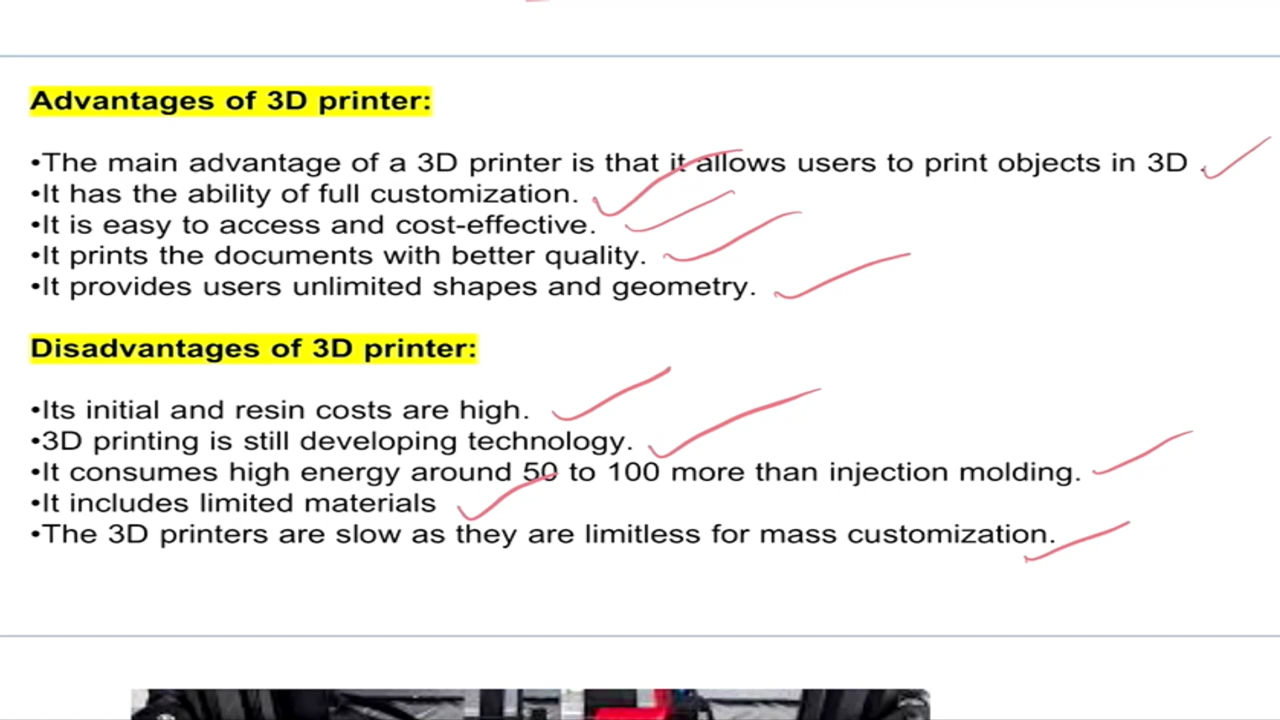 Advantages of 3D printer:
•The main advantage of a 3D printer is that it allows users to print objects in 3D .
•It has the ability of full customization.
•It is easy to access and cost-effective.
•It prints the documents with better quality.
•It provides users unlimited shapes and geometry.
Disadvantages of 3D printer:
•Its initial and resin costs are high.
•3D printing is still developing technology.
•It consumes high energy around 50 to 100 more than injection molding.
•It includes limited materials
•The 3D printers are slow as they are limitless for mass customization.